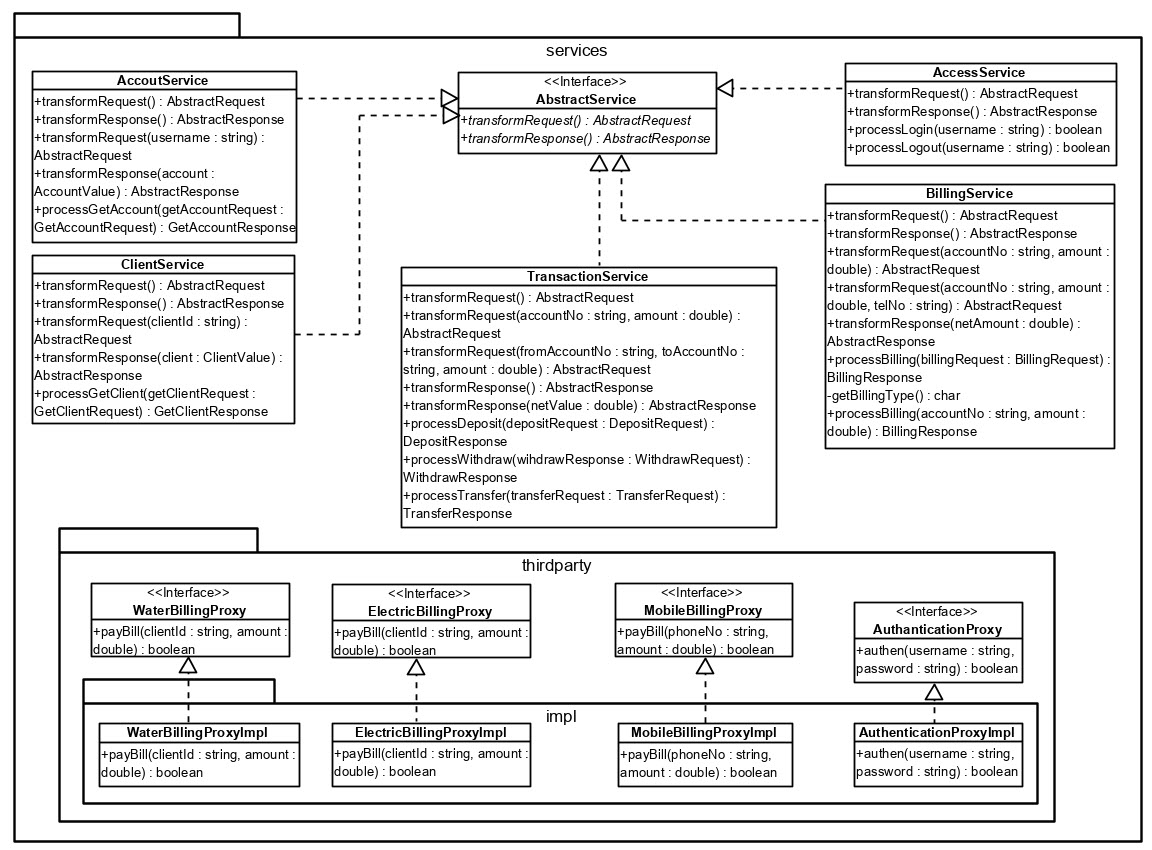 services
AccoutService
+transformRequest() : AbstractRequest
+transformResponse() : AbstractResponse
+transformRequest(username : string) :
AbstractRequest
+transformResponse(account :
AccountValue) : AbstractResponse
+processGetAccount(getAccountRequest :
GetAccountRequest) : GetAccountResponse
<<Interface>>
AbstractService
+transformRequest() : AbstractRequest
+transformResponse() : AbstractResponse
AccessService
+transformRequest() : AbstractRequest
+transformResponse() : AbstractResponse
+processLogin(username : string) : boolean
+processLogout(username : string) : boolean
ClientService
+transformRequest() : AbstractRequest
+transformResponse() : AbstractResponse
+transformRequest(clientId : string) :
AbstractRequest
+transformResponse(client : ClientValue) :
AbstractResponse
+processGetClient(getClientRequest :
GetClientRequest) : GetClientResponse
TransactionService
+transformRequest() : AbstractRequest
+transformRequest(accountNo : string, amount : double) :
AbstractRequest
+transformRequest(fromAccountNo : string, toAccountNo :
string, amount : double) : AbstractRequest
+transformResponse() : AbstractResponse
+transformResponse(netValue : double) : AbstractResponse
+processDeposit(depositRequest : DepositRequest) :
DepositResponse
+processWithdraw(wihdrawResponse : WithdrawRequest) :
WithdrawResponse
+processTransfer(transferRequest : TransferRequest) :
TransferResponse
BillingService
+transformRequest() : AbstractRequest
+transformResponse() : AbstractResponse
+transformRequest(accountNo : string, amount :
double) : AbstractRequest
+transformRequest(accountNo : string, amount :
double, telNo : string) : AbstractRequest
+transformResponse(netAmount : double) :
AbstractResponse
+processBilling(billingRequest : BillingRequest) :
BillingResponse
-getBillingType() : char
+processBilling(accountNo : string, amount :
double) : BillingResponse
thirdparty
<<Interface>>
WaterBillingProxy
+payBill(clientId : string, amount :
double) : boolean
<<Interface>>
ElectricBillingProxy
+payBill(clientId : string, amount :
double) : boolean
<<Interface>>
MobileBillingProxy
+payBill(phoneNo : string,
amount : double) : boolean
<<Interface>>
AuthanticationProxy
+authen(username : string,
password : string) : boolean
impl
WaterBillingProxyImpl
+payBill(clientId : string, amount :
double) : boolean
ElectricBillingProxyImpl
+payBill(clientId : string, amount :
double) : boolean
MobileBillingProxyImpl
+payBill(phoneNo : string,
amount : double) : boolean
AuthenticationProxyImpl
+authen(username : string,
password : string) : boolean